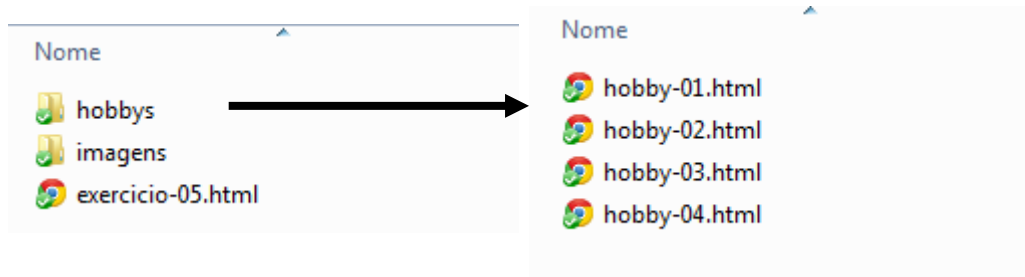 Nome
hobbys
imagens
exercicio-05.html
Nome
hobby-01.html
hobby-02.html
hobby-03.html
hobby-04.html